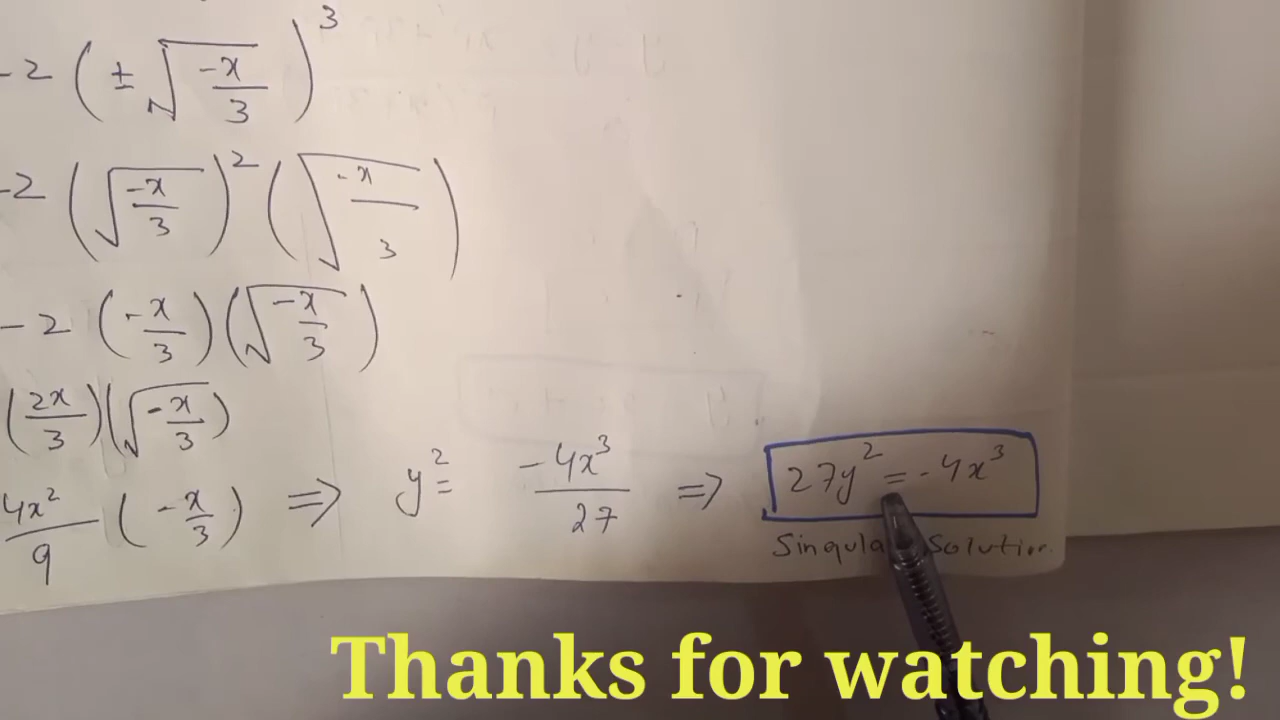 -2 (±√(-x/3))³
-2 (√(-x/3))² (√(-x/3))
-2 (-x/3)(√(-x/3))
(2x/3)(√(-x/3))
4x²/9 (-x/3) ⇒ y² = -4x³/27 ⇒ 27y² = -4x³
Singular Solution
Thanks for watching!